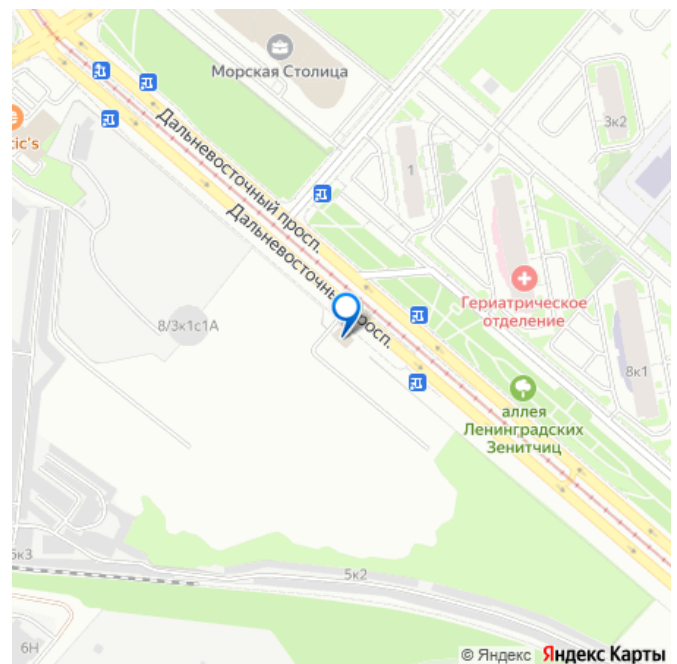 Морская Столица
3к2
cic's
1
Дальневосточный просп.
Дальневосточный просп.
Гериатрическое
отделение
8/3к1с1А
8к1
аллея
Ленинградских
Зенитчиц
5к3
5к2
6Н
© Яндекс Яндекс Карты